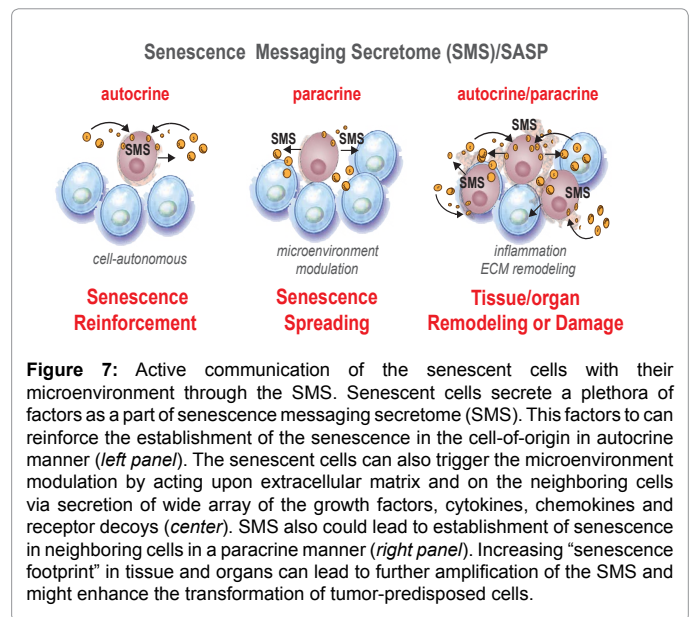 Senescence Messaging Secretome (SMS)/SASP
autocrine
paracrine
autocrine/paracrine
SMS
SMS
SMS
SMS
SMS
SMS
cell-autonomous
microenvironment
modulation
inflammation
ECM remodeling
Senescence
Reinforcement
Senescence
Spreading
Tissue/organ
Remodeling or Damage
Figure 7: Active communication of the senescent cells with their
microenvironment through the SMS. Senescent cells secrete a plethora of
factors as a part of senescence messaging secretome (SMS). This factors to can
reinforce the establishment of the senescence in the cell-of-origin in autocrine
manner (left panel). The senescent cells can also trigger the microenvironment
modulation by acting upon extracellular matrix and on the neighboring cells
via secretion of wide array of the growth factors, cytokines, chemokines and
receptor decoys (center). SMS also could lead to establishment of senescence
in neighboring cells in a paracrine manner (right panel). Increasing “senescence
footprint” in tissue and organs can lead to further amplification of the SMS and
might enhance the transformation of tumor-predisposed cells.